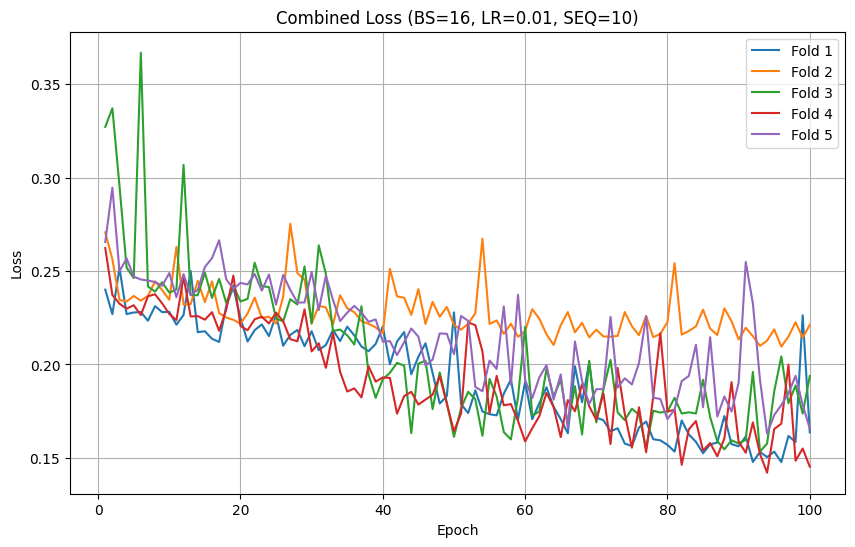 Combined Loss (BS=16, LR=0.01, SEQ=10)
Fold 1
Fold 2
Fold 3
Fold 4
Fold 5
Loss
0.35
0.30
0.25
0.20
0.15
0
20
40
60
80
100
Epoch